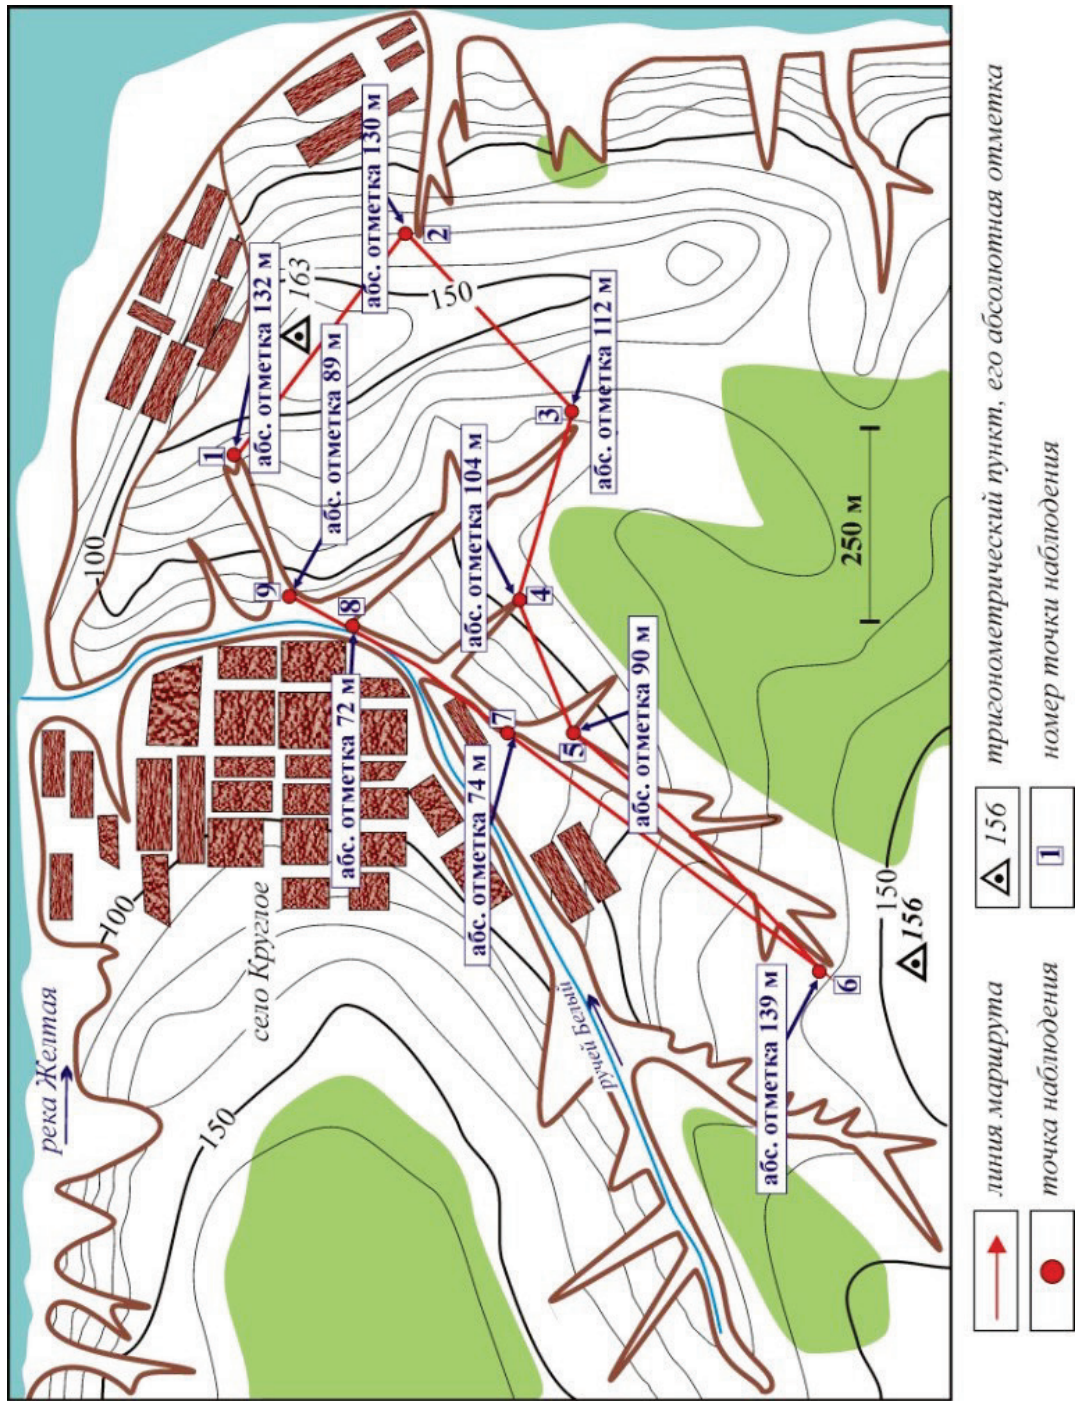 река Желтая
село Круглое
100
150
ручей Белый
100
1
абс. отметка 132 м
163
абс. отметка 130 м
2
150
9
абс. отметка 89 м
8
абс. отметка 72 м
3
абс. отметка 112 м
абс. отметка 104 м
4
7
абс. отметка 74 м
5
абс. отметка 90 м
6
абс. отметка 139 м
150
156
250 м
линия маршрута
156
тригонометрический пункт, его абсолютная отметка
точка наблюдения
1
номер точки наблюдения